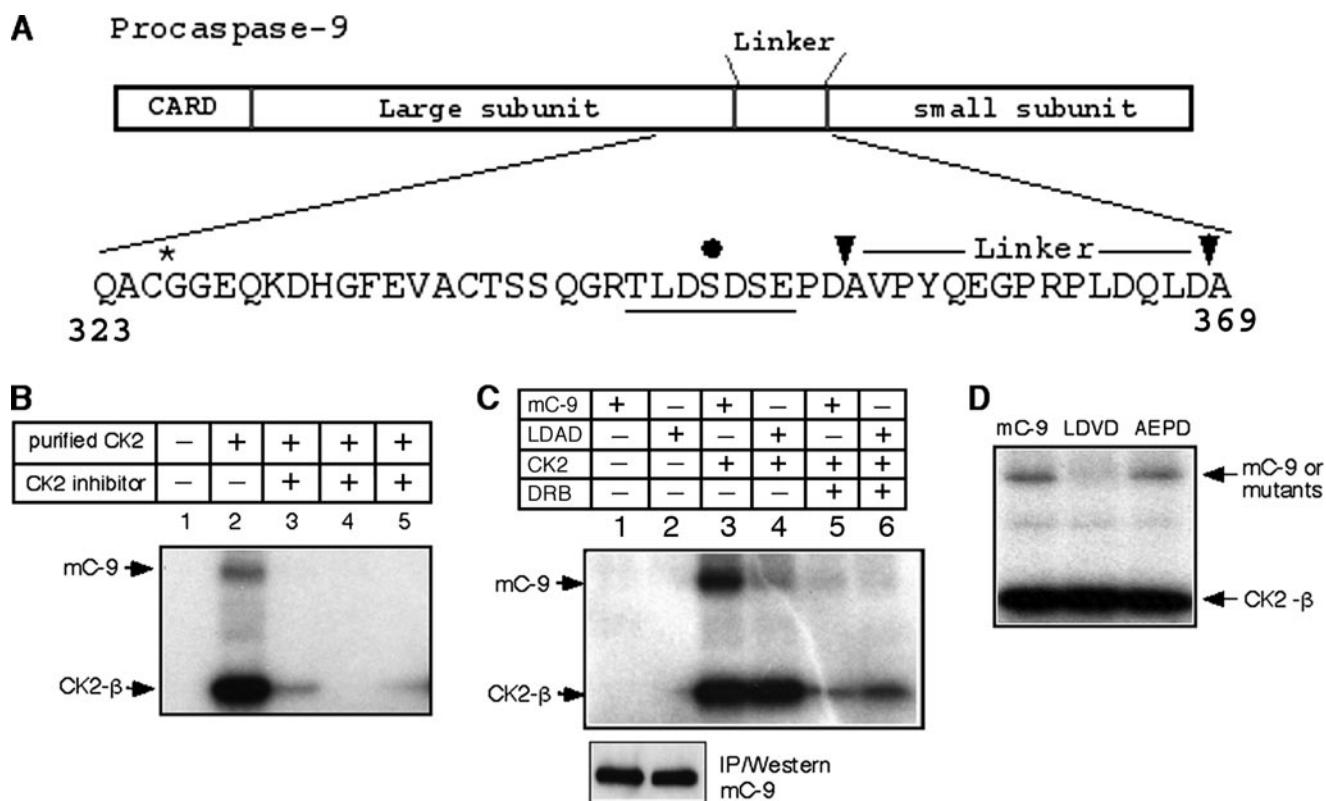 A Procaspase-9
Linker
CARD Large subunit small subunit
* Linker
QACGGEQKDHGFEVACTSSQGRTLDSDSEPDAVPYQEGPRPLDQLDA
323 369
B
purified CK2 – + + + +
CK2 inhibitor – – + + +
1 2 3 4 5
mC-9
CK2-β
C
mC-9 + – + – + –
LDAD – + – + – +
CK2 – – + + + +
DRB – – – – + +
1 2 3 4 5 6
mC-9
CK2-β
IP/Western
mC-9
D
mC-9 LDVD AEPD
mC-9 or
mutants
CK2 -β